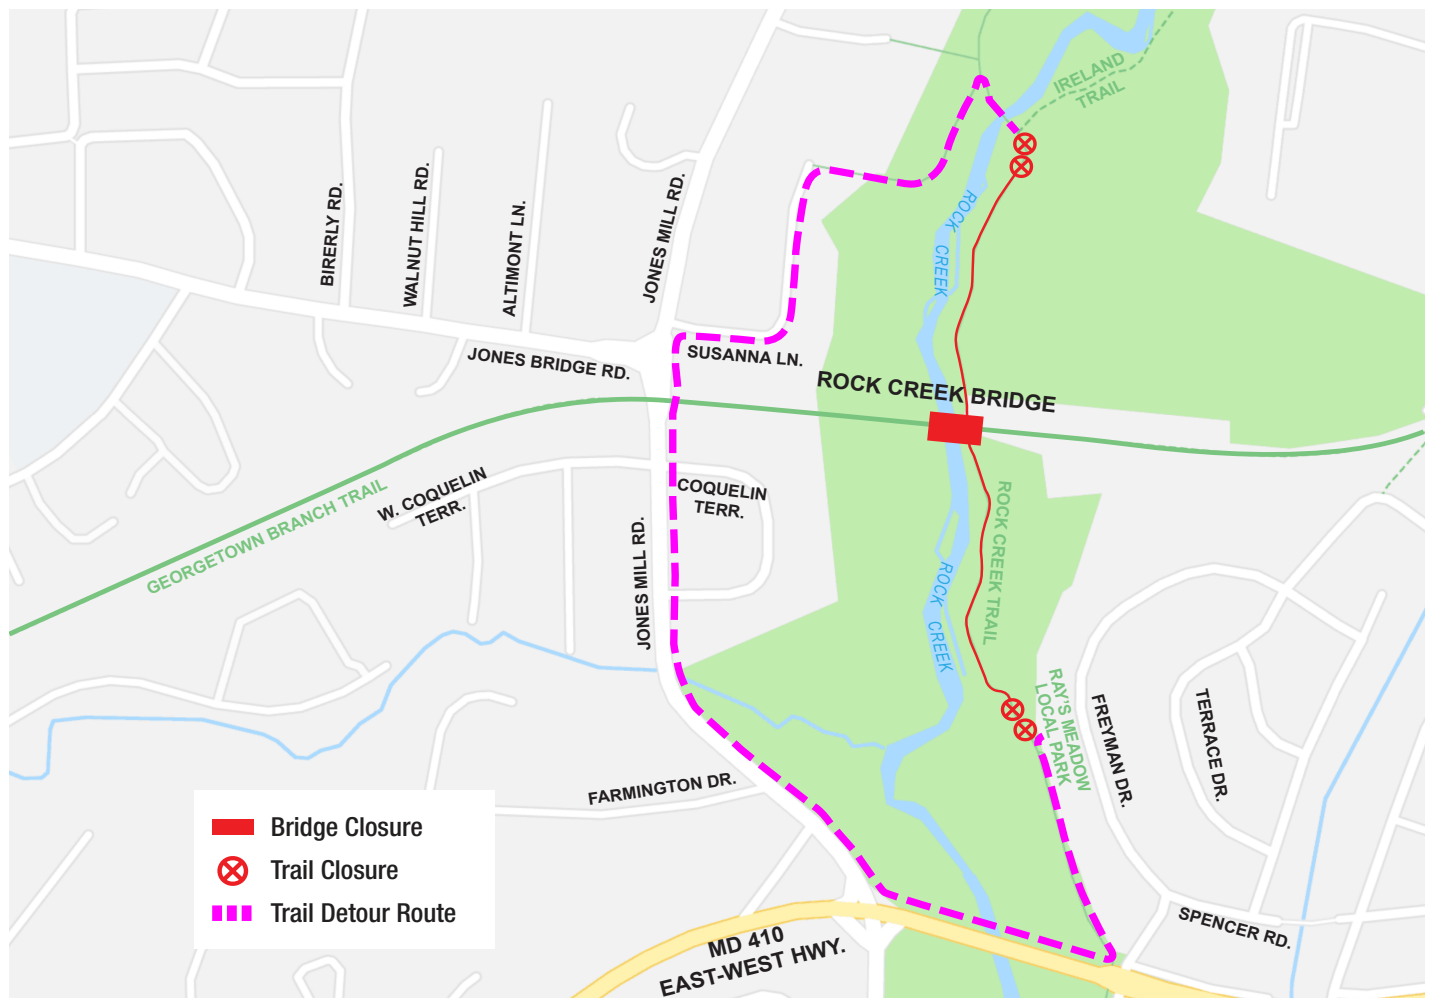 IRELAND
TRAIL
BIRERLY RD.
WALNUT HILL RD.
ALTIMONT LN.
JONES MILL RD.
ROCK
CREEK
JONES BRIDGE RD.
SUSANNA LN.
ROCK CREEK BRIDGE
GEORGETOWN BRANCH TRAIL
W. COQUELIN
TERR.
COQUELIN
TERR.
JONES MILL RD.
ROCK CREEK TRAIL
ROCK
CREEK
RAY'S MEADOW
LOCAL PARK
FREYMAN DR.
TERRACE DR.
FARMINGTON DR.
SPENCER RD.
MD 410
EAST-WEST HWY.
Bridge Closure
Trail Closure
Trail Detour Route